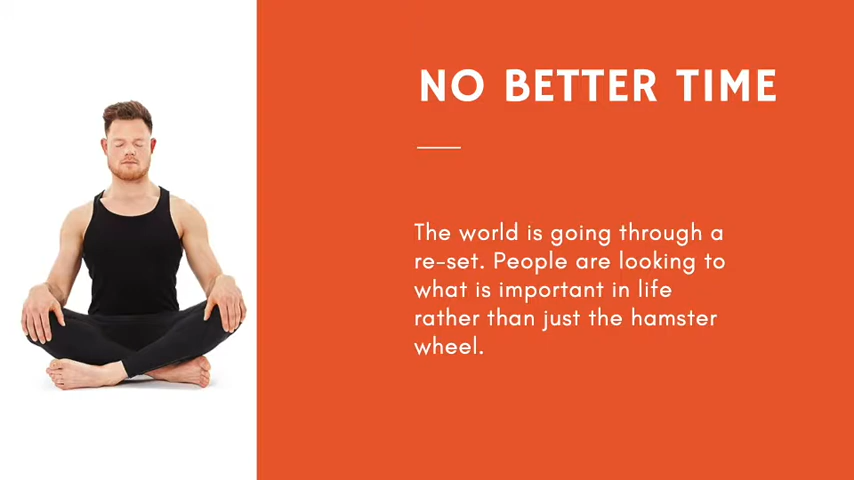 NO BETTER TIME
The world is going through a
re-set. People are looking to
what is important in life
rather than just the hamster
wheel.